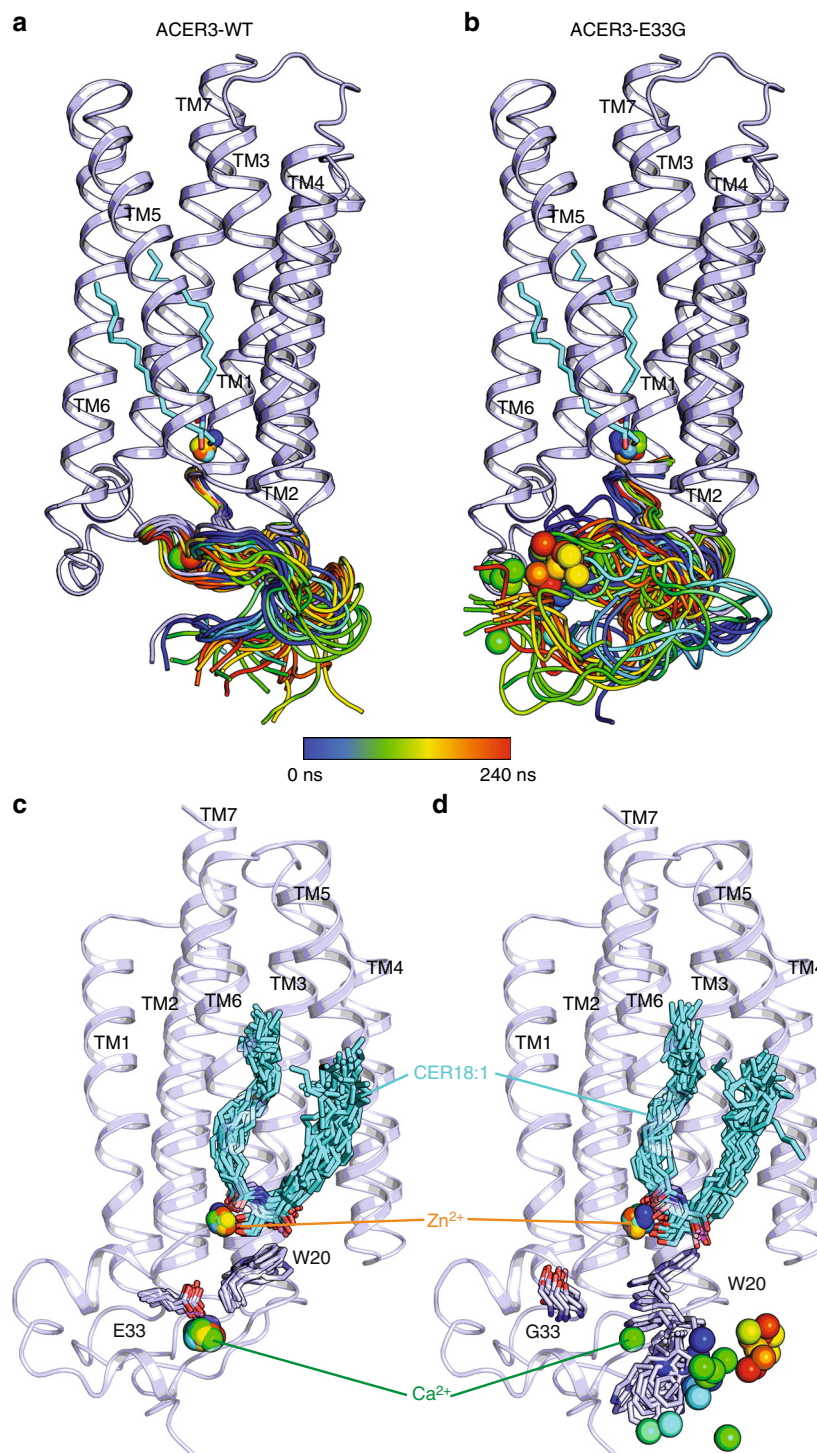 a
ACER3-WT
TM7
TM3
TM4
TM5
TM1
TM6
TM2
b
ACER3-E33G
TM7
TM3
TM4
TM5
TM1
TM6
TM2
0 ns
240 ns
c
TM7
TM5
TM4
TM3
TM2
TM6
TM1
CER18:1
Zn²⁺
W20
E33
Ca²⁺
d
TM7
TM5
TM4
TM3
TM2
TM6
TM1
W20
G33